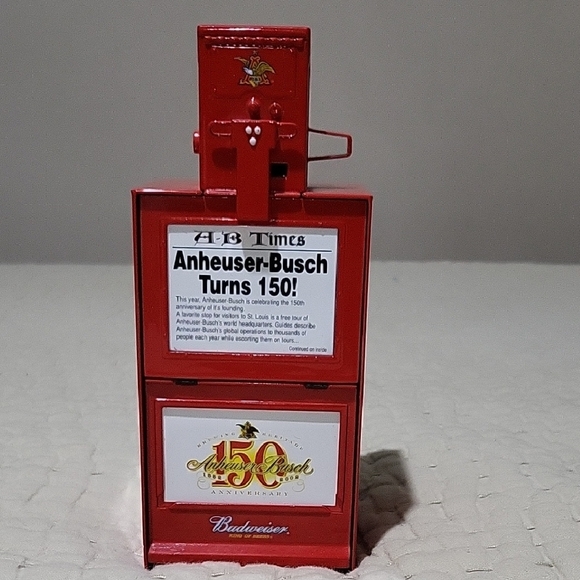 A-B Times
Anheuser-Busch
Turns 150!
This year, Anheuser-Busch is celebrating the 150th
anniversary of it's founding.
A favorite stop for visitors to St. Louis is a free tour of
Anheuser-Busch's world headquarters. Guides describe
Anheuser-Busch's global operations to thousands of
people each year while escorting them on tours...
Continued on inside
150
Anheuser-Busch
ANNIVERSARY
Budweiser
KING OF BEERS